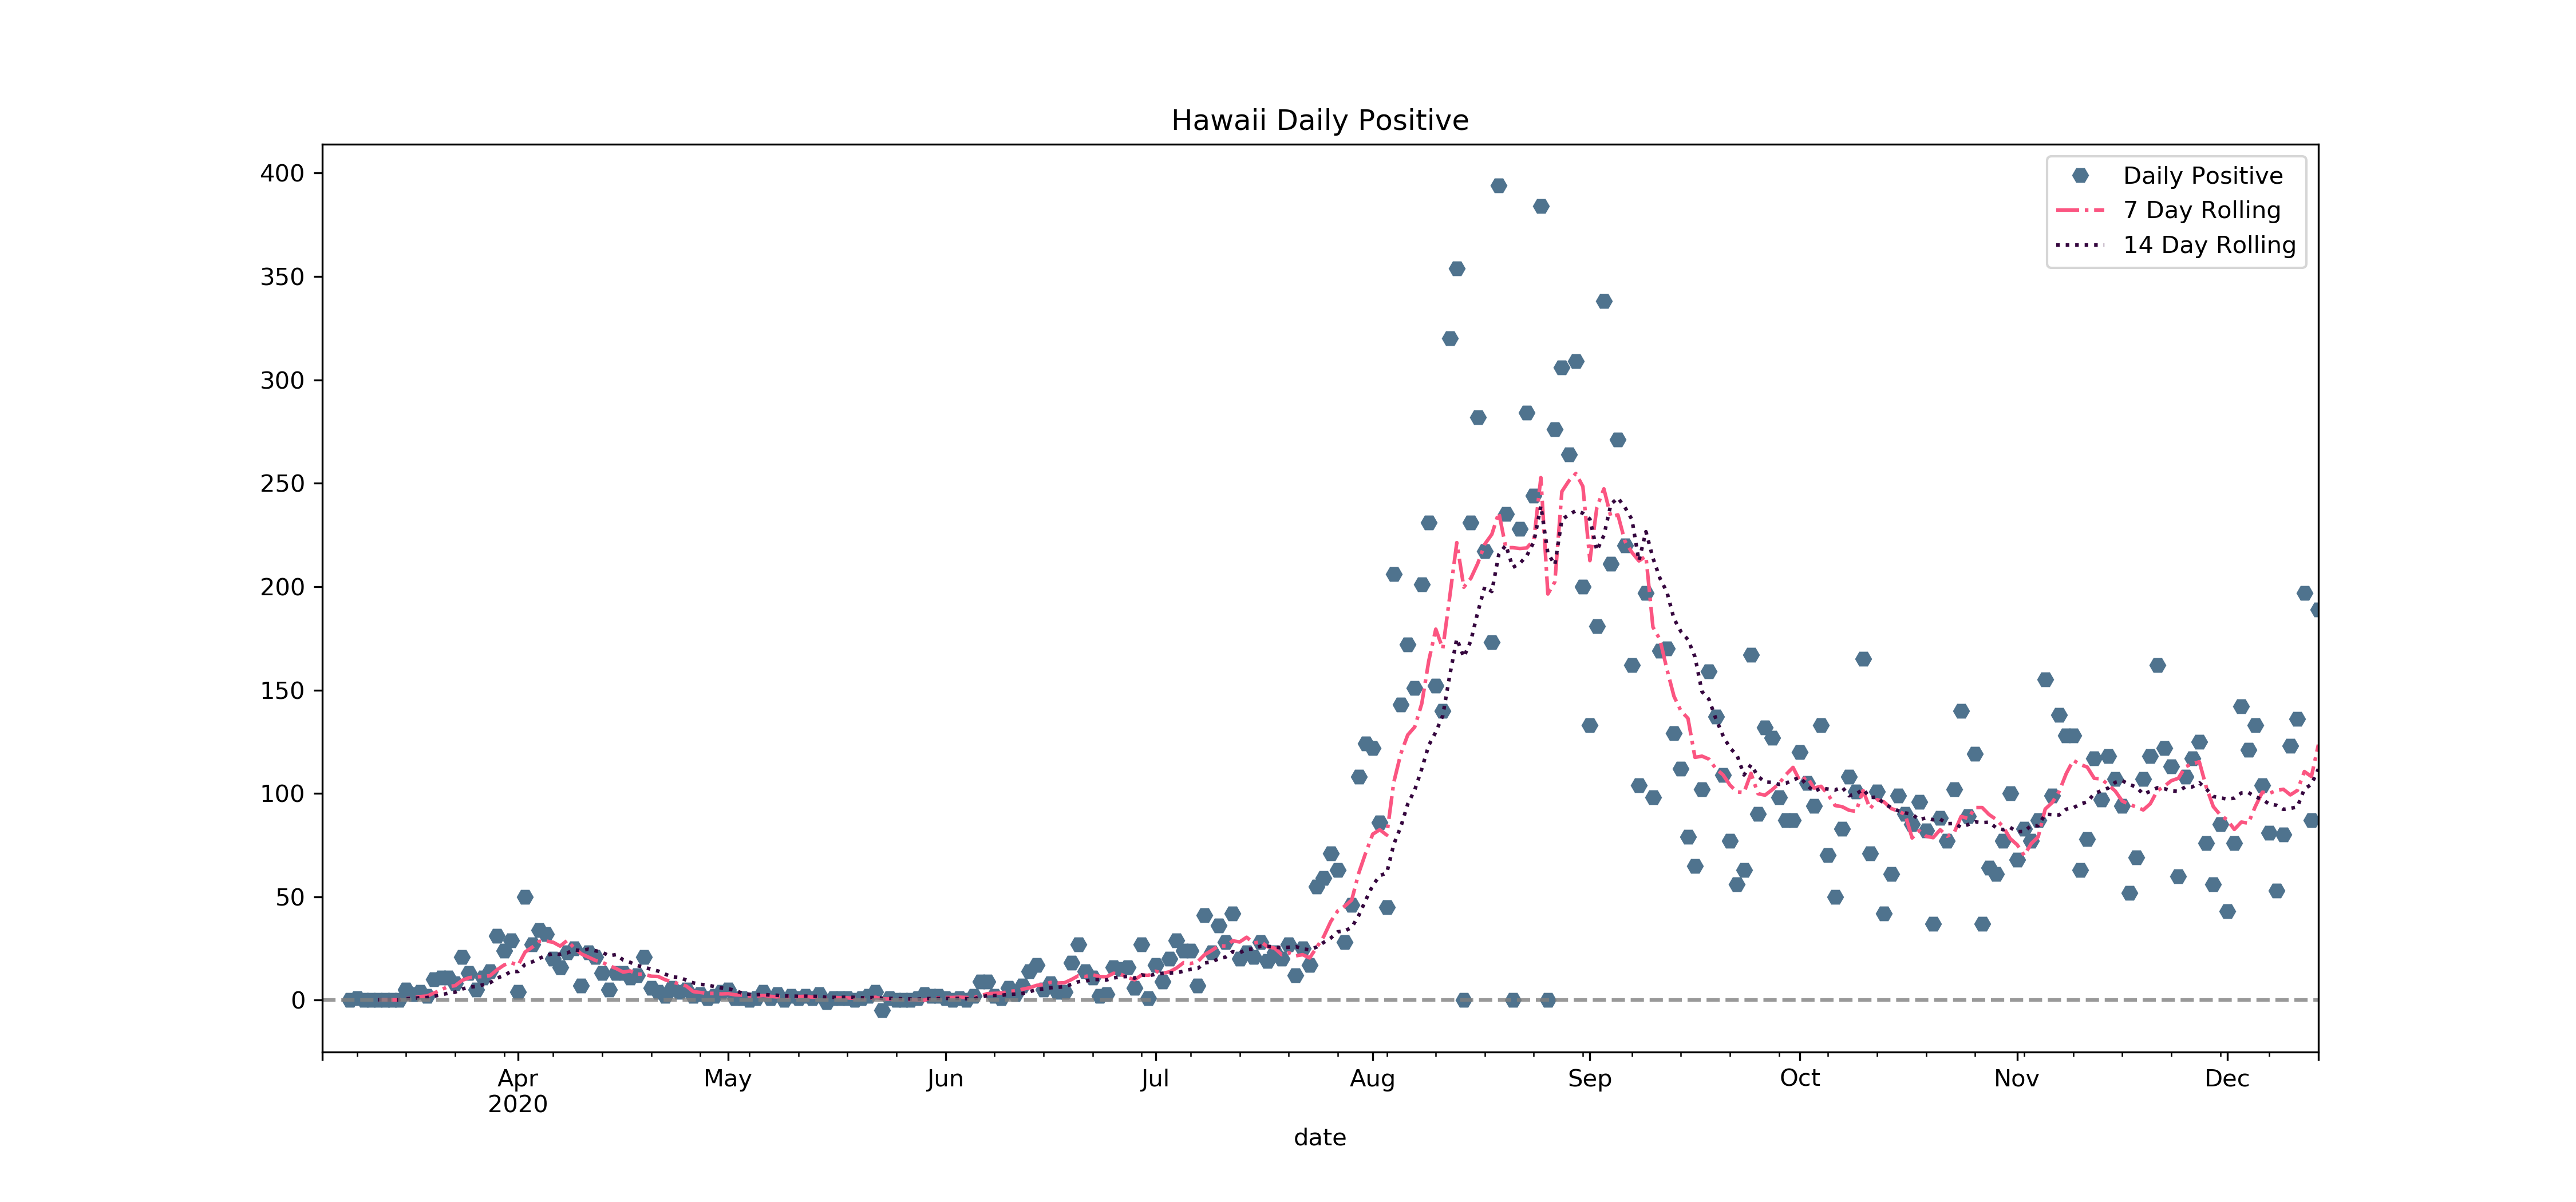 Hawaii Daily Positive
400
350
300
250
200
150
100
50
0
Daily Positive
7 Day Rolling
14 Day Rolling
Apr May Jun Jul Aug Sep Oct Nov Dec
2020
date